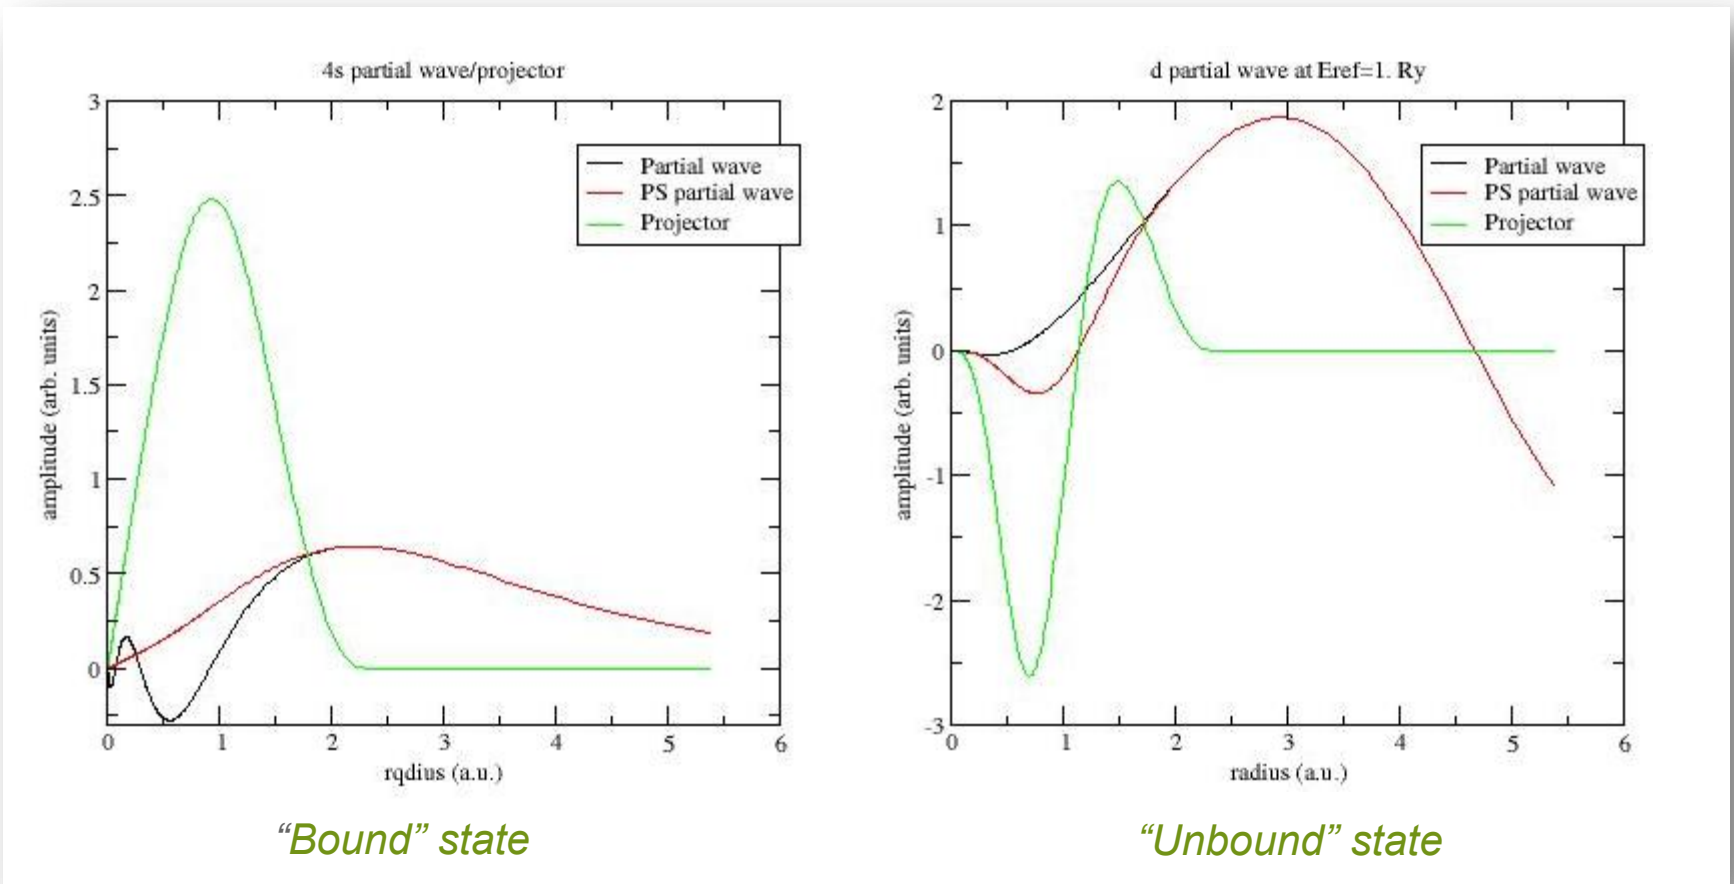 4s partial wave/projector
3
2.5
2
1.5
1
0.5
0
amplitude (arb. units)
Partial wave
PS partial wave
Projector
0 1 2 3 4 5 6
rqdius (a.u.)
“Bound” state
d partial wave at Eref=1. Ry
2
1
0
-1
-2
-3
amplitude (arb. units)
Partial wave
PS partial wave
Projector
0 1 2 3 4 5 6
radius (a.u.)
“Unbound” state